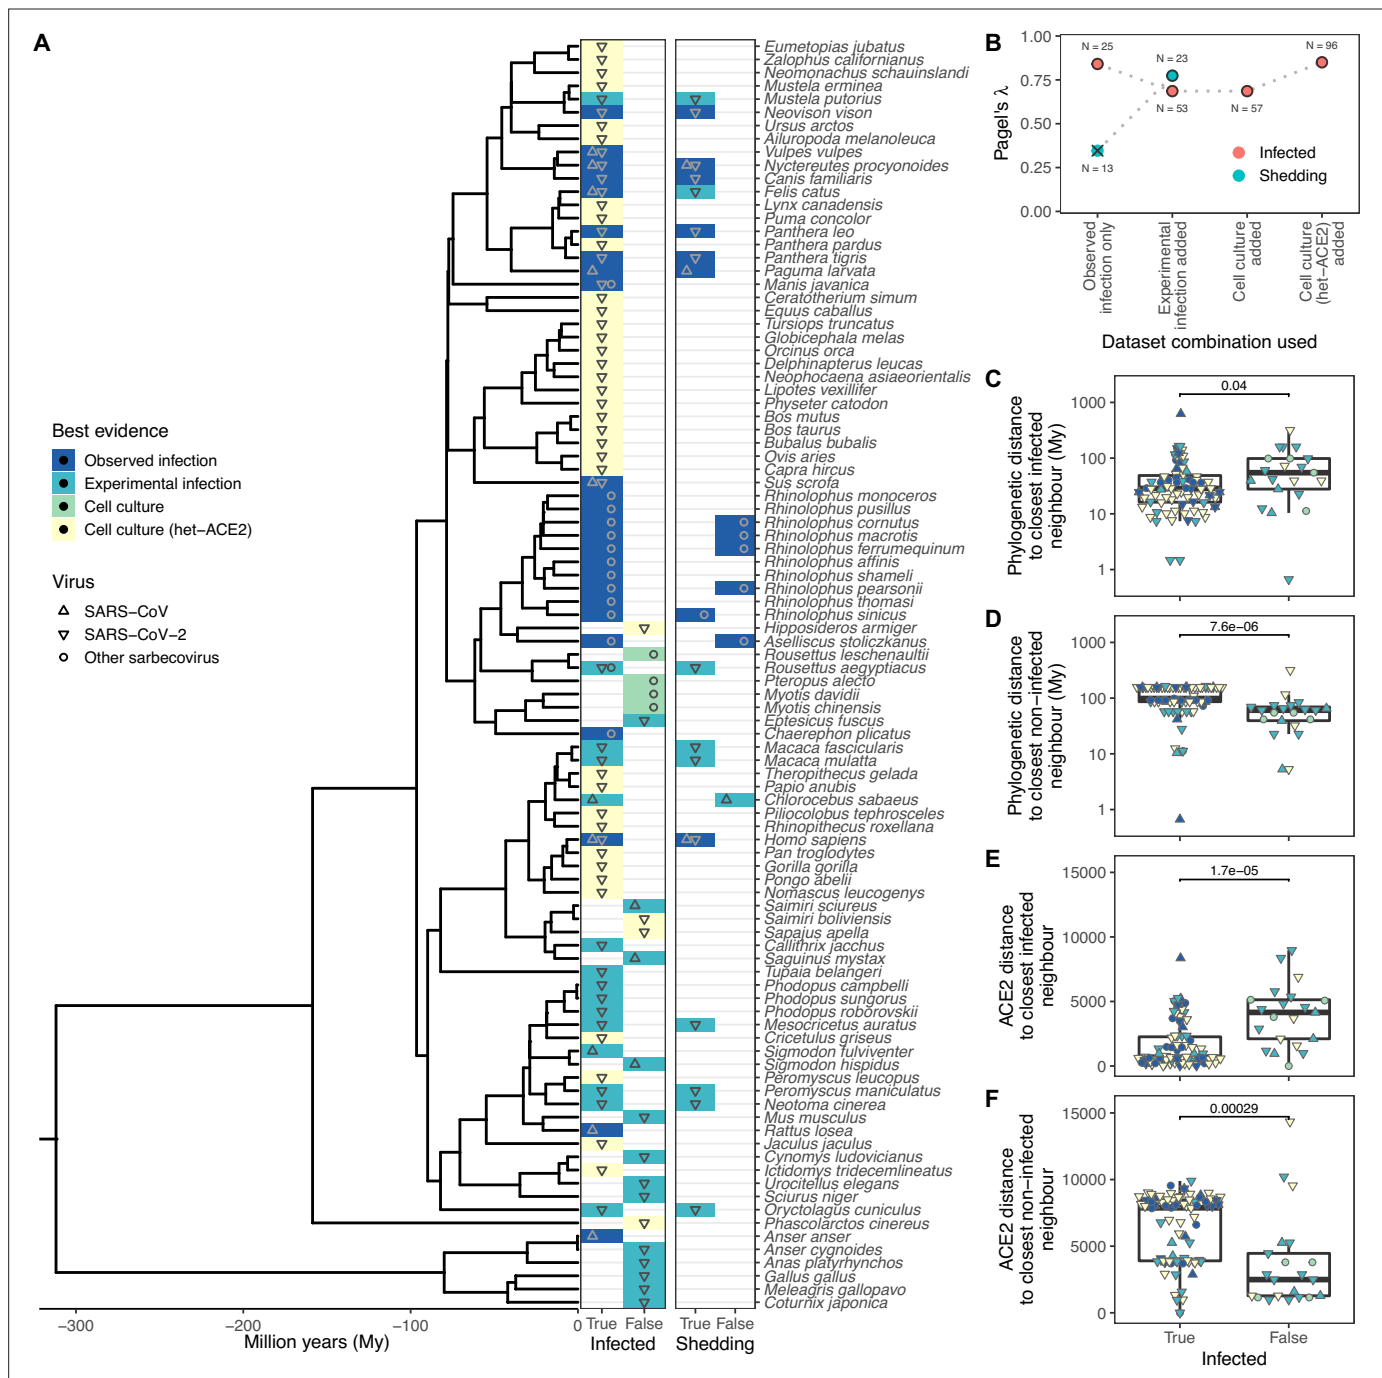 A
Eumetopias jubatus
Zalophus californianus
Neomonachus schauinslandi
Mustela erminea
Mustela putorius
Neovison vison
Ursus arctos
Ailuropoda melanoleuca
Vulpes vulpes
Nyctereutes procyonoides
Canis familiaris
Felis catus
Lynx canadensis
Puma concolor
Panthera leo
Panthera pardus
Panthera tigris
Paguma larvata
Manis javanica
Ceratotherium simum
Equus caballus
Tursiops truncatus
Globicephala melas
Orcinus orca
Delphinapterus leucas
Neophocaena asiaeorientalis
Lipotes vexillifer
Physeter catodon
Bos mutus
Bos taurus
Bubalus bubalis
Ovis aries
Capra hircus
Sus scrofa
Rhinolophus monoceros
Rhinolophus pusillus
Rhinolophus cornutus
Rhinolophus macrotis
Rhinolophus ferrumequinum
Rhinolophus affinis
Rhinolophus shameli
Rhinolophus pearsonii
Rhinolophus thomasi
Rhinolophus sinicus
Hipposideros armiger
Aselliscus stoliczkanus
Rousettus leschenaultii
Rousettus aegyptiacus
Pteropus alecto
Myotis davidii
Myotis chinensis
Eptesicus fuscus
Chaerephon plicatus
Macaca fascicularis
Macaca mulatta
Theropithecus gelada
Papio anubis
Chlorocebus sabaeus
Piliocolobus tephrosceles
Rhinopithecus roxellana
Homo sapiens
Pan troglodytes
Gorilla gorilla
Pongo abelii
Nomascus leucogenys
Saimiri sciureus
Saimiri boliviensis
Sapajus apella
Callithrix jacchus
Saguinus mystax
Tupaia belangeri
Phodopus campbelli
Phodopus sungorus
Phodopus roborovskii
Mesocricetus auratus
Cricetulus griseus
Sigmodon fulviventer
Sigmodon hispidus
Peromyscus leucopus
Peromyscus maniculatus
Neotoma cinerea
Mus musculus
Rattus losea
Jaculus jaculus
Cynomys ludovicianus
Ictidomys tridecemlineatus
Urocitellus elegans
Sciurus niger
Oryctolagus cuniculus
Phascolarctos cinereus
Anser anser
Anser cygnoides
Anas platyrhynchos
Gallus gallus
Meleagris gallopavo
Coturnix japonica
Best evidence
Observed infection
Experimental infection
Cell culture
Cell culture (het−ACE2)
Virus
SARS−CoV
SARS−CoV−2
Other sarbecovirus
−300 −200 −100 0
Million years (My)
True False
Infected
True False
Shedding
B
Pagel's λ
1.00
0.75
0.50
0.25
0.00
N = 25
N = 13
N = 23
N = 53
N = 57
N = 96
Infected
Shedding
Observed
infection only
Experimental
infection added
Cell culture
added
Cell culture
(het−ACE2)
added
Dataset combination used
C
Phylogenetic distance
to closest infected
neighbour (My)
1000
100
10
1
0.04
D
Phylogenetic distance
to closest non−infected
neighbour (My)
1000
100
10
1
7.6e−06
E
ACE2 distance
to closest infected
neighbour
15000
10000
5000
0
1.7e−05
F
ACE2 distance
to closest non−infected
neighbour
15000
10000
5000
0
0.00029
True False
Infected